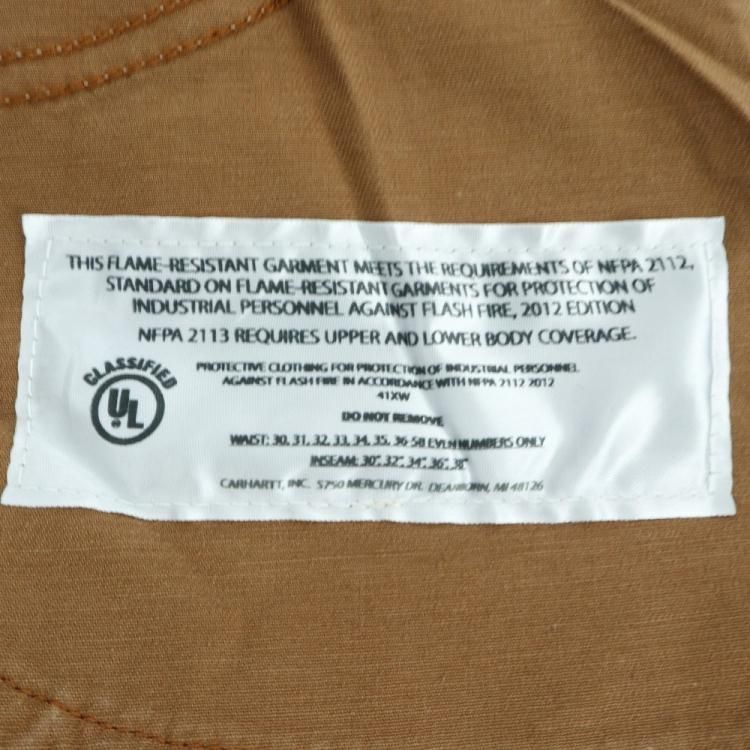 THIS FLAME-RESISTANT GARMENT MEETS THE REQUIREMENTS OF NFPA 2112,
STANDARD ON FLAME-RESISTANT GARMENTS FOR PROTECTION OF
INDUSTRIAL PERSONNEL AGAINST FLASH FIRE, 2012 EDITION
NFPA 2113 REQUIRES UPPER AND LOWER BODY COVERAGE.
CLASSIFIED
UL
PROTECTIVE CLOTHING FOR PROTECTION OF INDUSTRIAL PERSONNEL
AGAINST FLASH FIRE IN ACCORDANCE WITH NFPA 2112 2012
41XW
DO NOT REMOVE
WAIST: 30, 31, 32, 33, 34, 35, 36-58 EVEN NUMBERS ONLY
INSEAM: 30", 32", 34", 36", 38"
CARHARTT, INC. 5750 MERCURY DR. DEARBORN, MI 48126